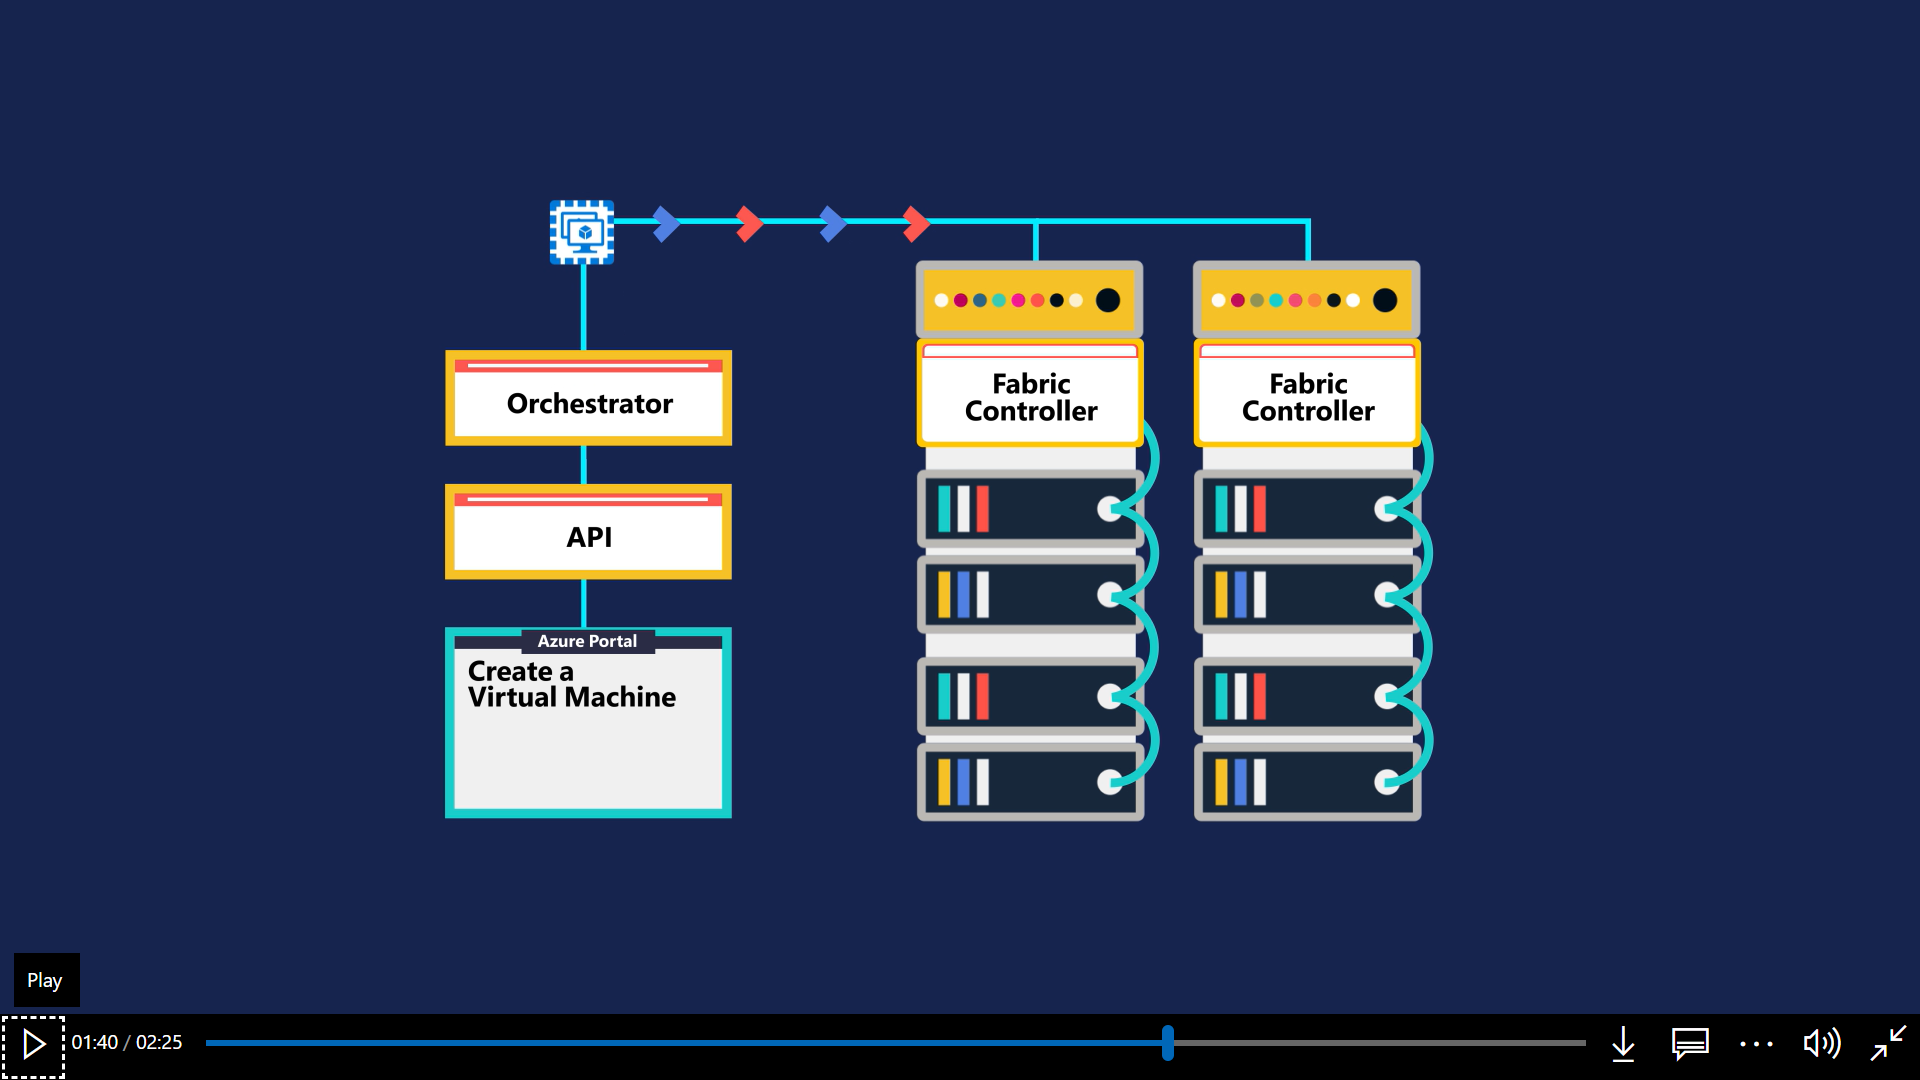 Orchestrator
API
Azure Portal
Create a
Virtual Machine
Fabric
Controller
Fabric
Controller
Play
01:40 / 02:25